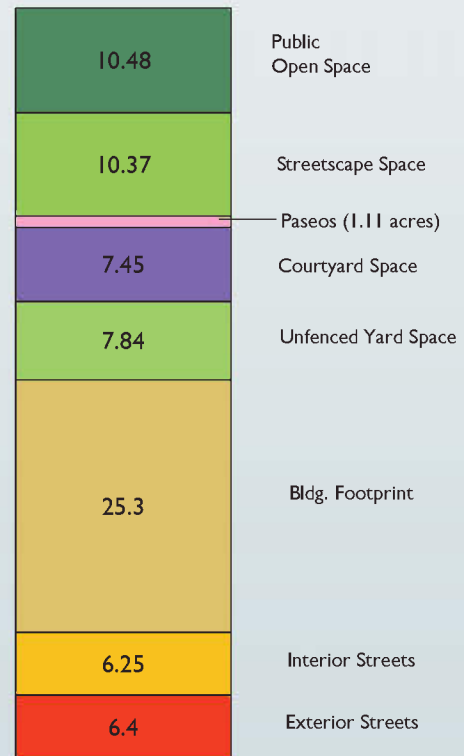 10.48
Public
Open Space
10.37
Streetscape Space
Paseos (1.11 acres)
7.45
Courtyard Space
7.84
Unfenced Yard Space
25.3
Bldg. Footprint
6.25
Interior Streets
6.4
Exterior Streets